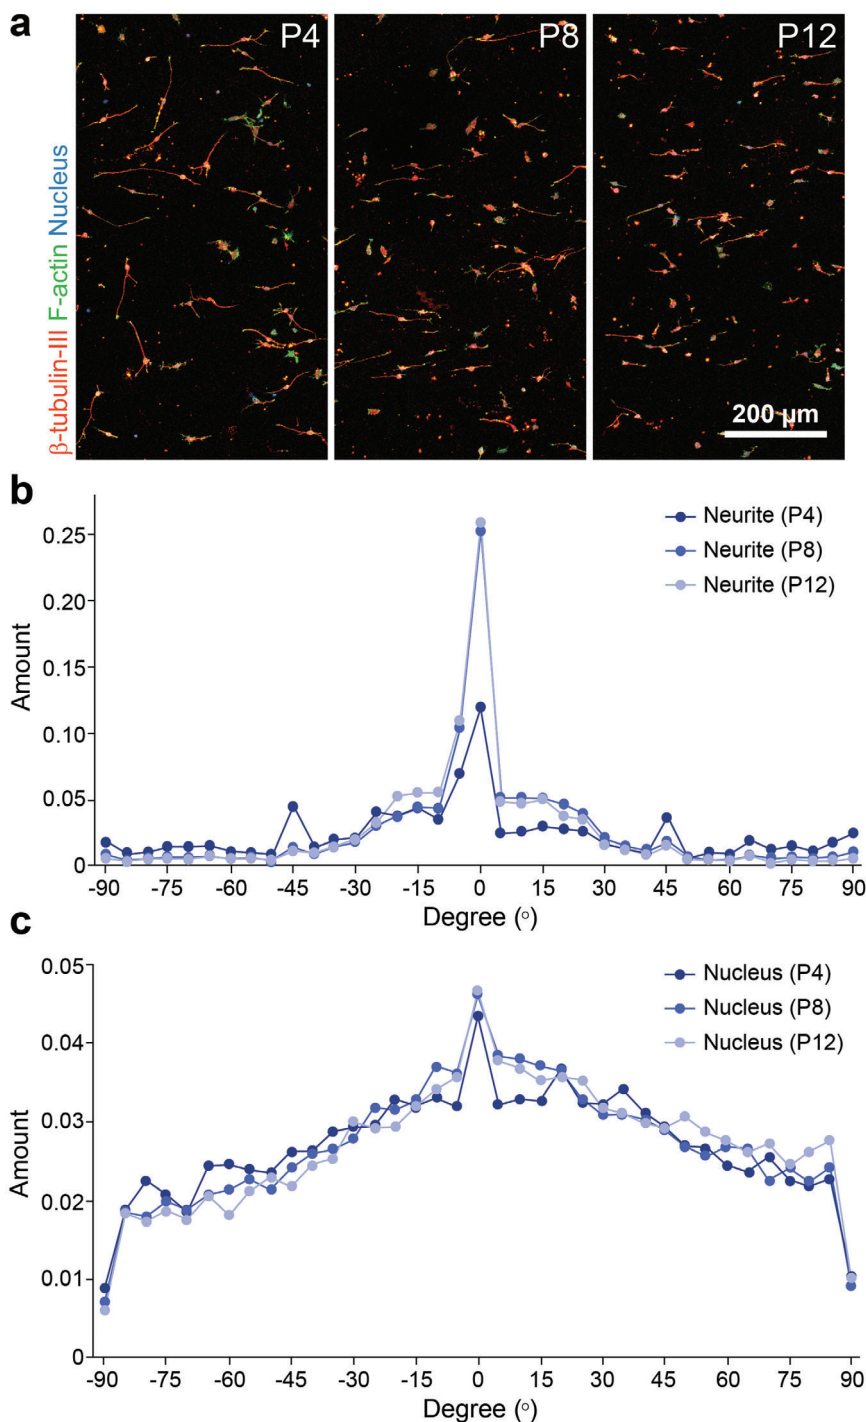 a
P4
P8
P12
β-tubulin-III F-actin Nucleus
200 μm
b
Neurite (P4)
Neurite (P8)
Neurite (P12)
Amount
0.25
0.20
0.15
0.10
0.05
0
-90 -75 -60 -45 -30 -15 0 15 30 45 60 75 90
Degree (°)
c
Nucleus (P4)
Nucleus (P8)
Nucleus (P12)
Amount
0.05
0.04
0.03
0.02
0.01
0
-90 -75 -60 -45 -30 -15 0 15 30 45 60 75 90
Degree (°)